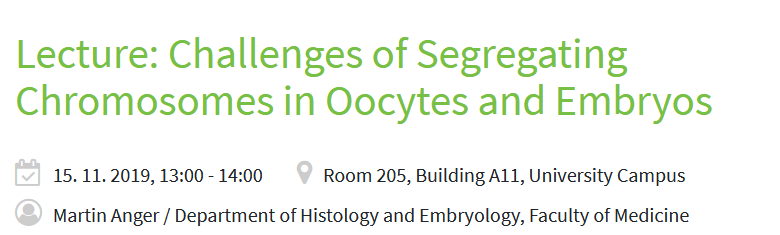 Lecture: Challenges of Segregating
Chromosomes in Oocytes and Embryos
15. 11. 2019, 13:00 - 14:00 Room 205, Building A11, University Campus
Martin Anger / Department of Histology and Embryology, Faculty of Medicine